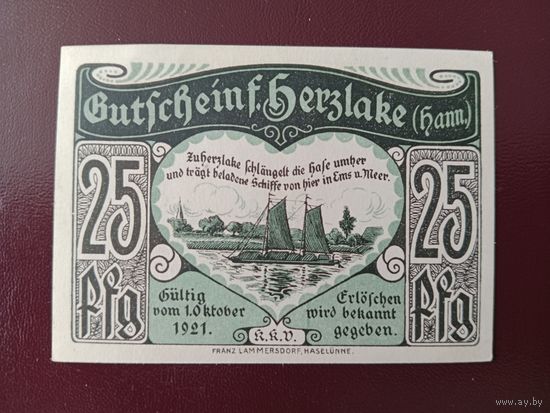 Gutschein f. Herzlake (Hann.)
Zu Herzlake schlängelt die Hase umher
und trägt beladene Schiffe von hier in Ems u. Meer.
25
Pfg
25
Pfg
Gültig
vom 1. Oktober
1921.
Erlöschen
wird bekannt
gegeben.
K.K.V.
FRANZ LAMMERSDORF, HASELÜNNE.
www.ay.by